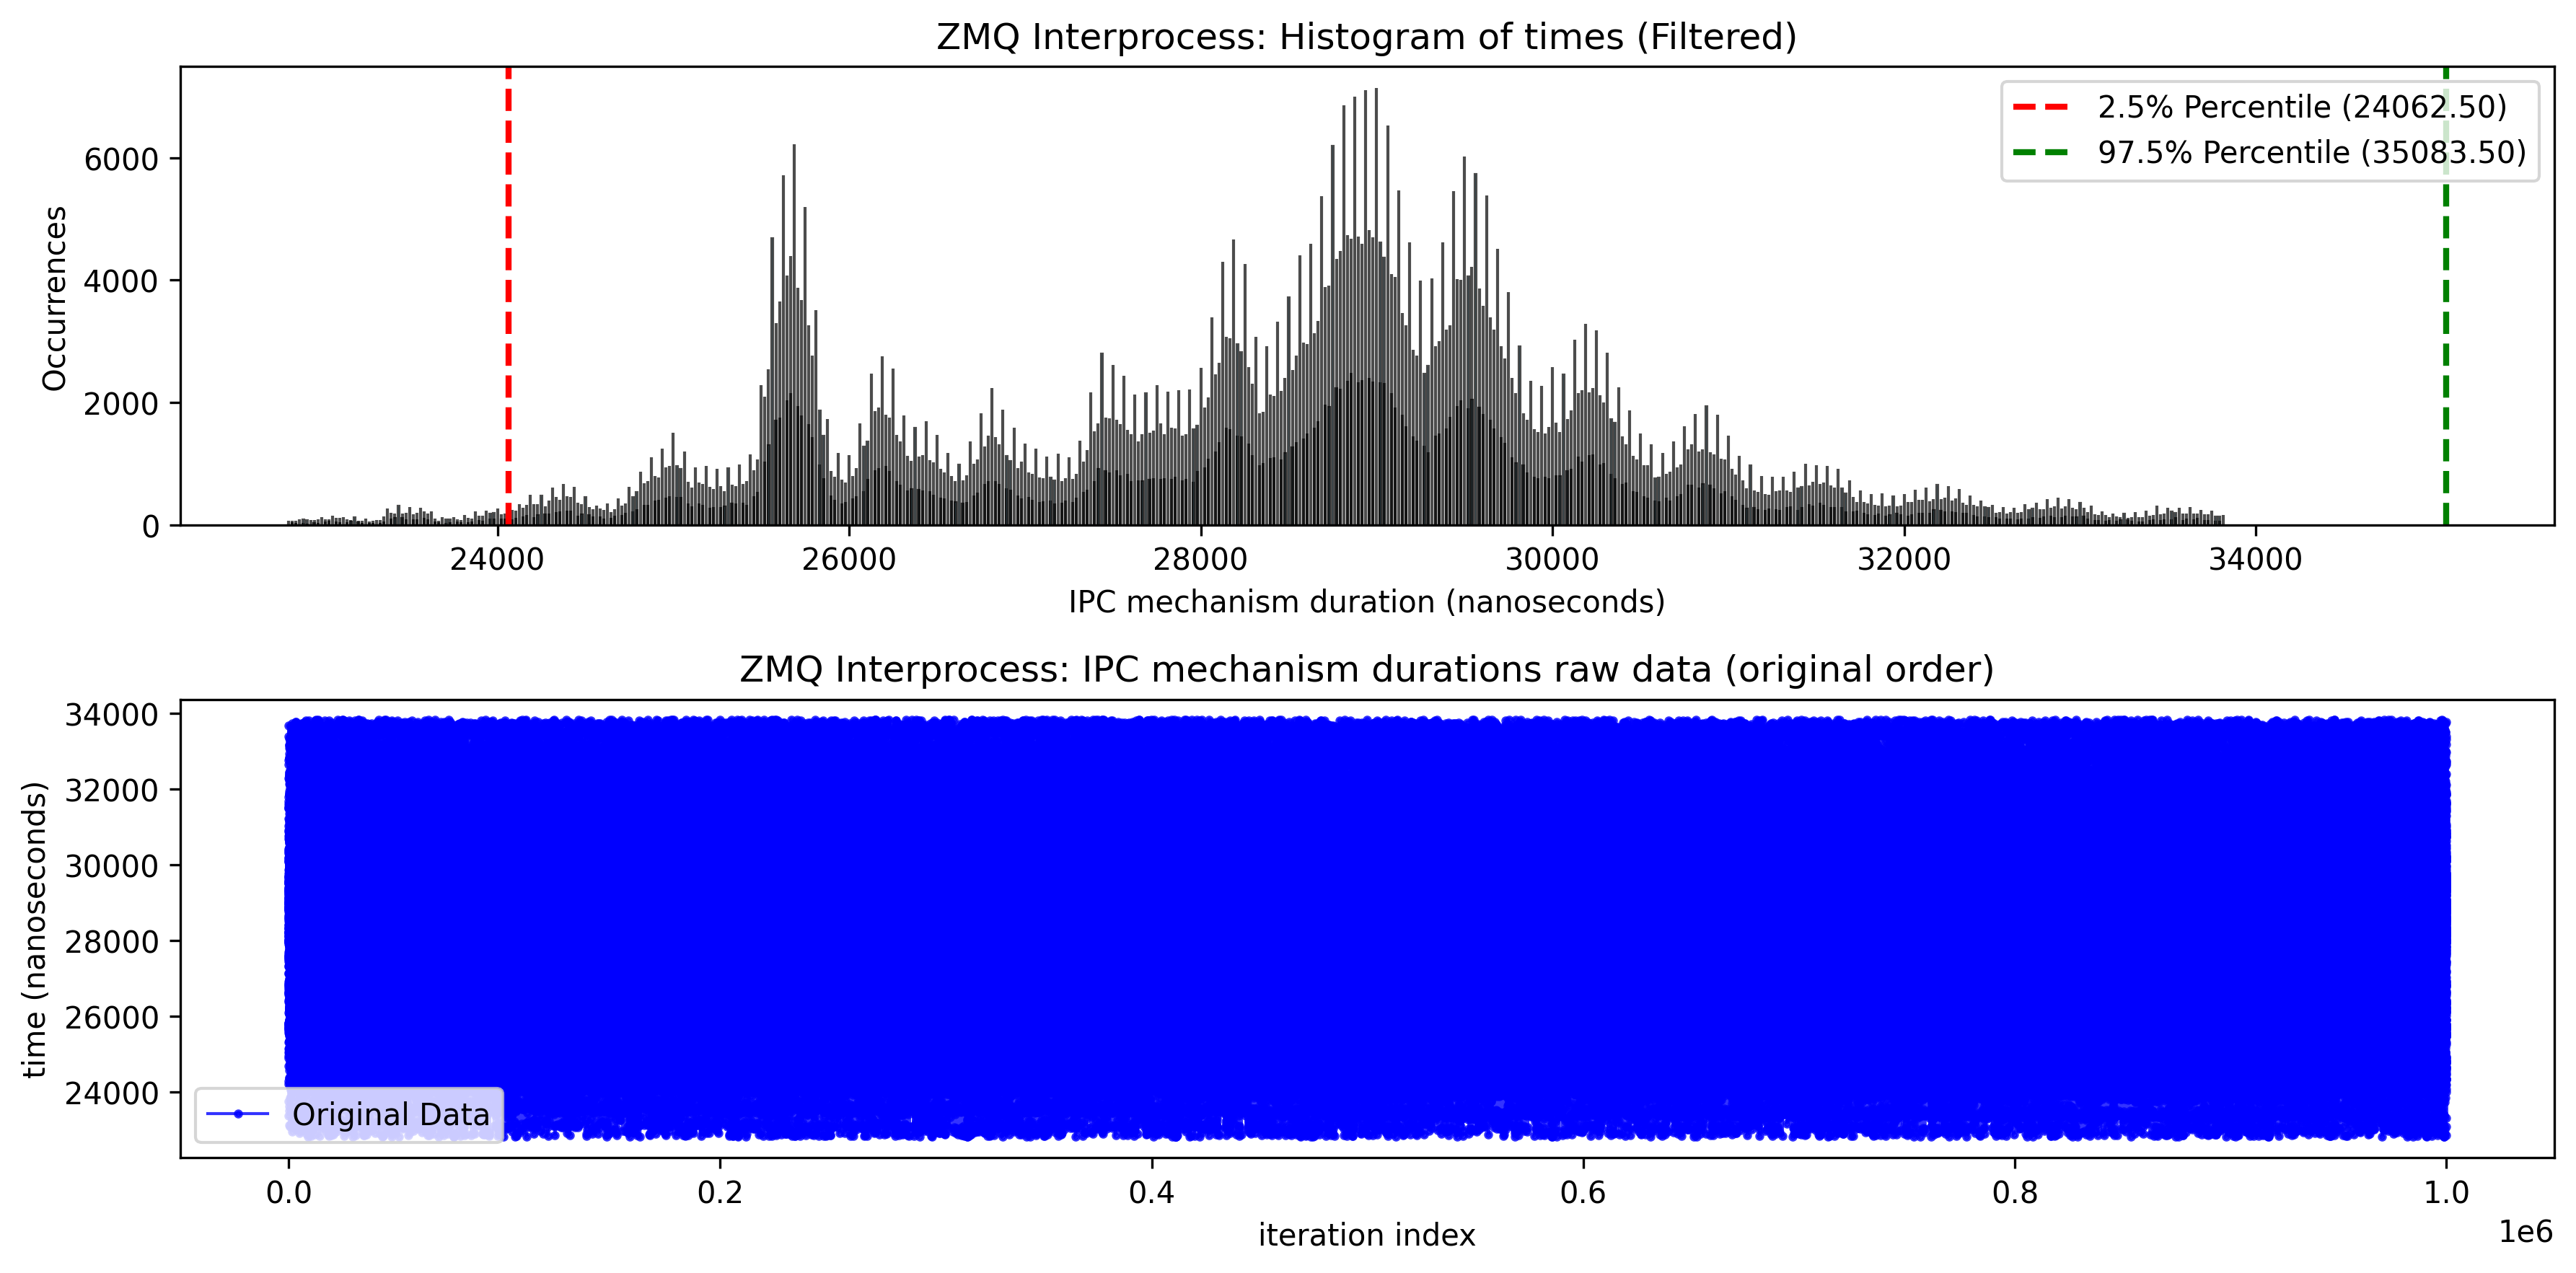 ZMQ Interprocess: Histogram of times (Filtered)
2.5% Percentile (24062.50)
97.5% Percentile (35083.50)
Occurrences
6000
4000
2000
0
24000
26000
28000
30000
32000
34000
IPC mechanism duration (nanoseconds)
ZMQ Interprocess: IPC mechanism durations raw data (original order)
time (nanoseconds)
34000
32000
30000
28000
26000
24000
Original Data
0.0
0.2
0.4
0.6
0.8
1.0
1e6
iteration index